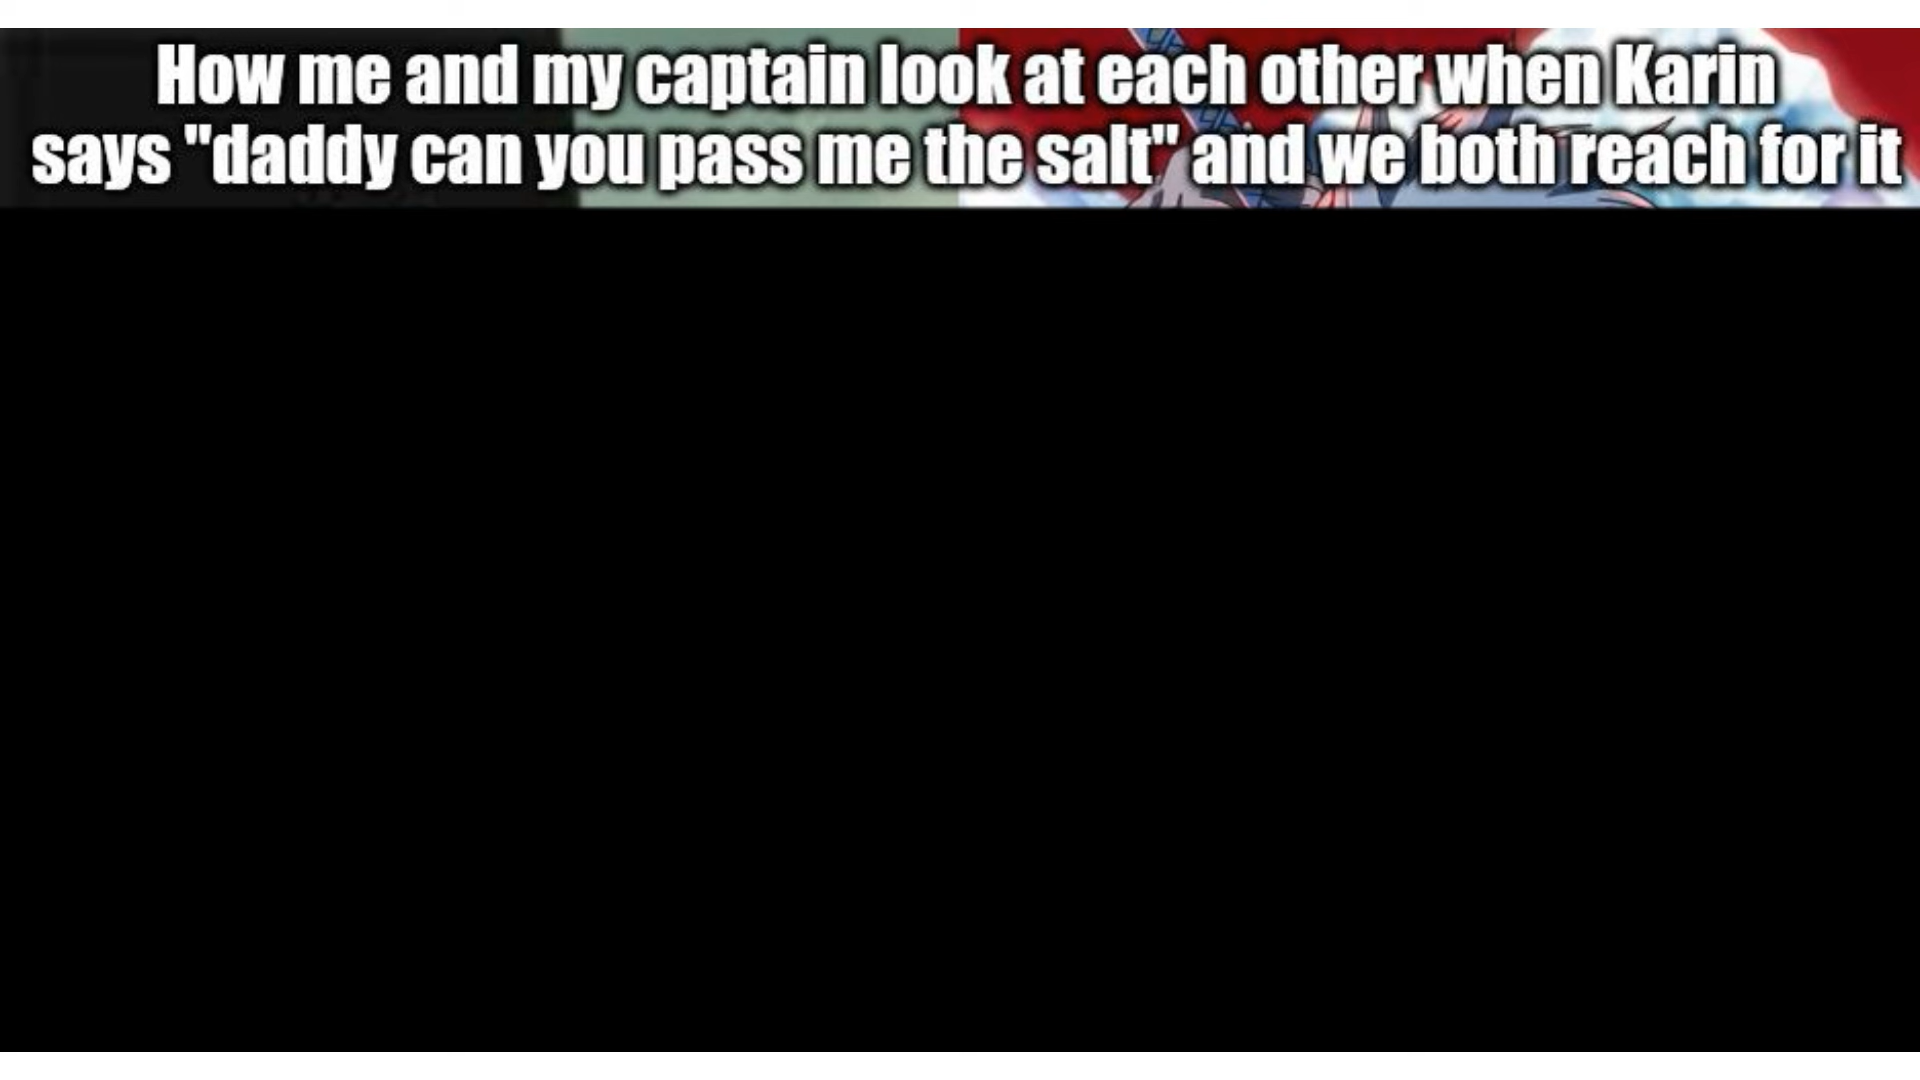 How me and my captain look at each other when Karin
says "daddy can you pass me the salt" and we both reach for it